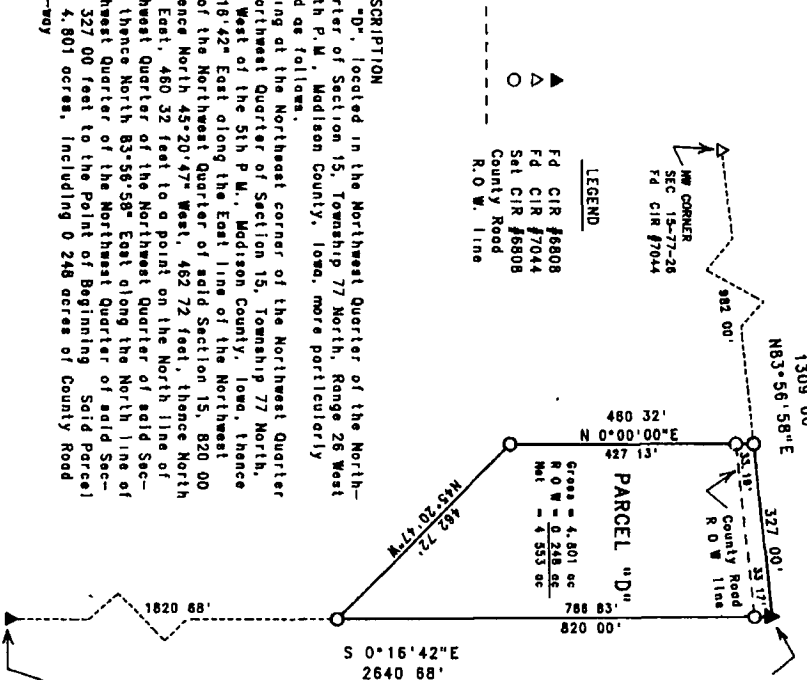 1309 00'
N83°56'58"E
NW CORNER
SEC 15-77-26
Fd CIR #7044
982 00'
327 00'
33 19'
33 17'
County Road
R O W line
460 32'
N 0°00'00"E
427 13'
PARCEL "D"
Gross = 4.801 ac
R O W = 0 248 ac
Net = 4 553 ac
N45°20'47"W
462 72'
786 83'
820 00'
1820 68'
S 0°16'42"E
2640 68'
LEGEND
Fd CIR #6808
Fd CIR #7044
Set CIR #6808
County Road
R.O.W. line
SCRIPTION
"D", located in the Northwest Quarter of the North-
rter of Section 15, Township 77 North, Range 26 West
th P.M., Madison County, Iowa, more particularly
d as follows.
ing at the Northeast corner of the Northwest Quarter
orthwest Quarter of Section 15, Township 77 North,
West of the 5th P.M., Madison County, Iowa, thence
16'42" East along the East line of the Northwest
of the Northwest Quarter of said Section 15, 820 00
ence North 45°20'47" West, 462 72 feet, thence North
East, 460 32 feet to a point on the North line of
hwest Quarter of the Northwest Quarter of said Sec-
thence North 83°56'58" East along the North line of
hwest Quarter of the Northwest Quarter of said Sec-
327 00 feet to the Point of Beginning Said Parcel
4.801 acres, including 0 248 acres of County Road
-way